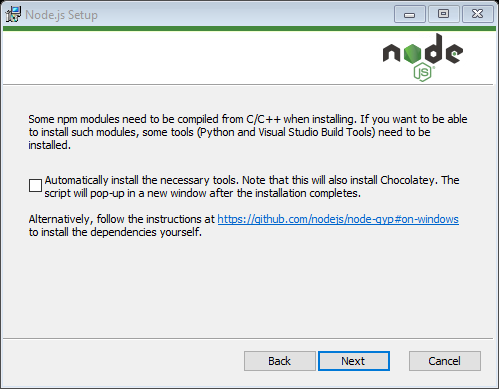 Node.js Setup
node
JS
Some npm modules need to be compiled from C/C++ when installing. If you want to be able
to install such modules, some tools (Python and Visual Studio Build Tools) need to be
installed.
Automatically install the necessary tools. Note that this will also install Chocolatey. The
script will pop-up in a new window after the installation completes.
Alternatively, follow the instructions at https://github.com/nodejs/node-gyp#on-windows
to install the dependencies yourself.
Back Next Cancel